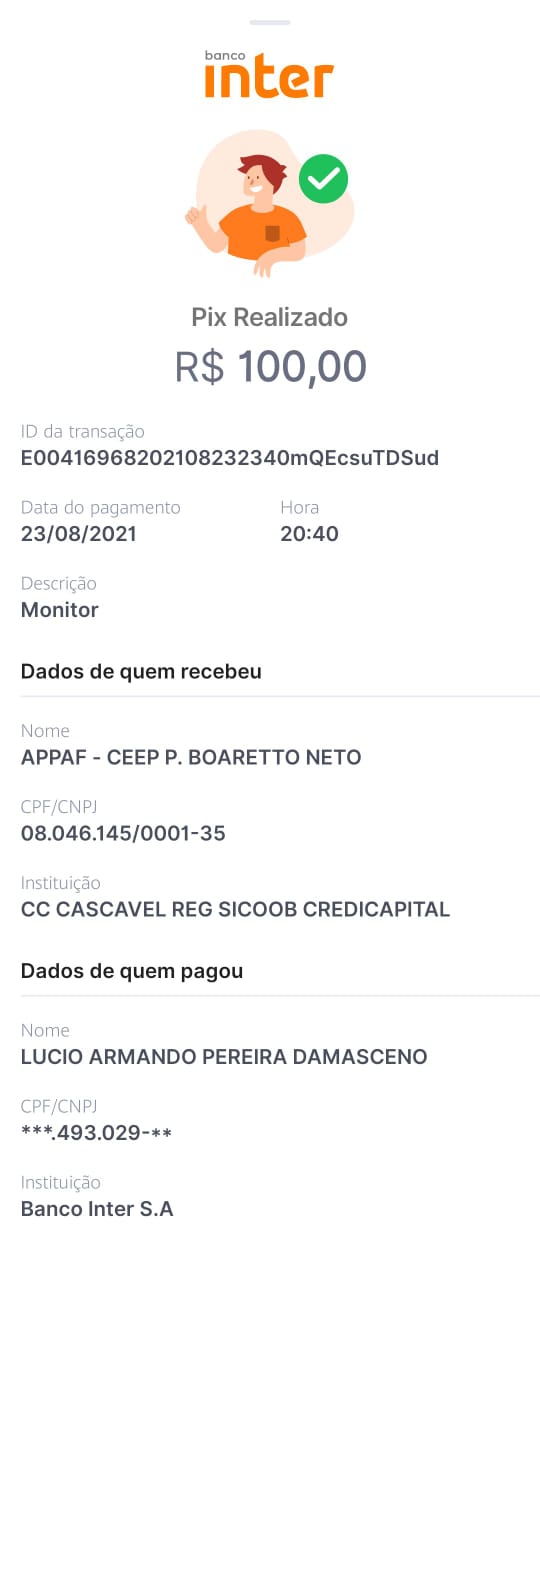 banco
inter
Pix Realizado
R$ 100,00
ID da transação
E00416968202108232340mQEcsuTDSud
Data do pagamento Hora
23/08/2021 20:40
Descrição
Monitor
Dados de quem recebeu
Nome
APPAF - CEEP P. BOARETTO NETO
CPF/CNPJ
08.046.145/0001-35
Instituição
CC CASCAVEL REG SICOOB CREDICAPITAL
Dados de quem pagou
Nome
LUCIO ARMANDO PEREIRA DAMASCENO
CPF/CNPJ
***.493.029-**
Instituição
Banco Inter S.A